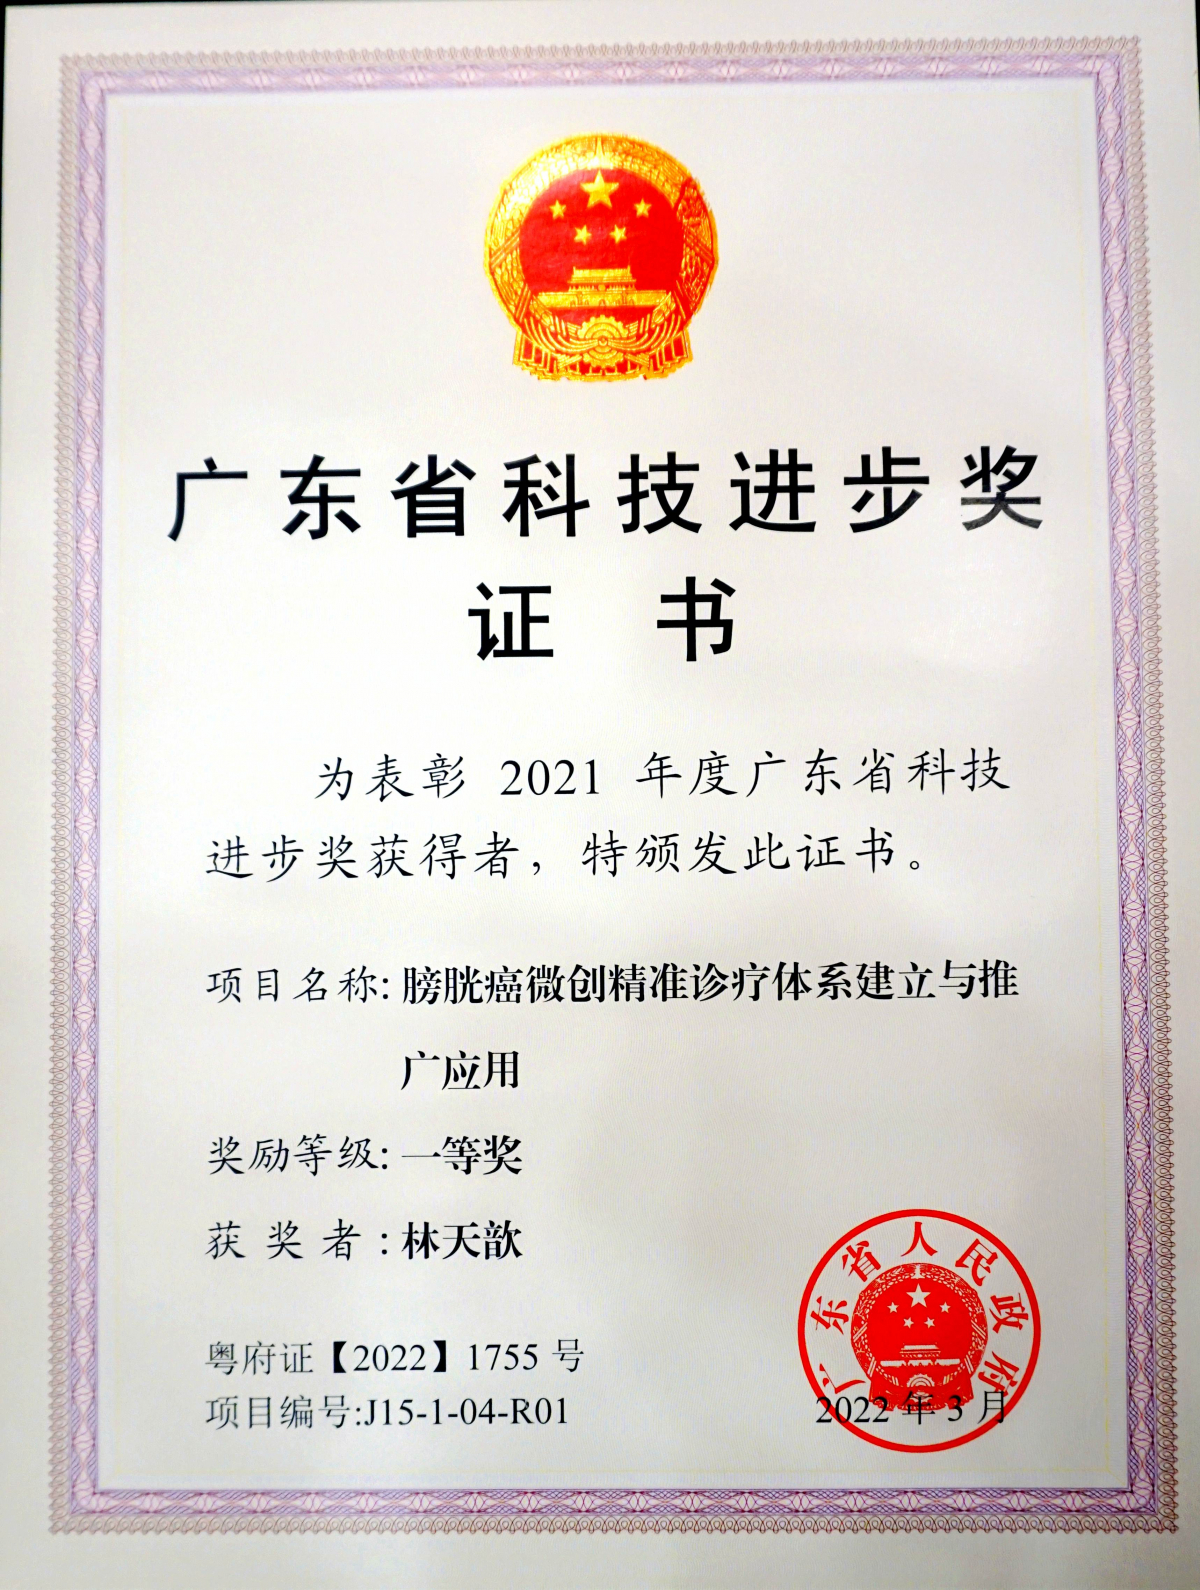 广东省科技进步奖
证书
为表彰 2021 年度广东省科技
进步奖获得者，特颁发此证书。
项目名称:膀胱癌微创精准诊疗体系建立与推
广应用
奖励等级:一等奖
获奖者:林天歆
粤府证【2022】1755 号
项目编号:J15-1-04-R01
广东省人民政府
2022 年 3 月